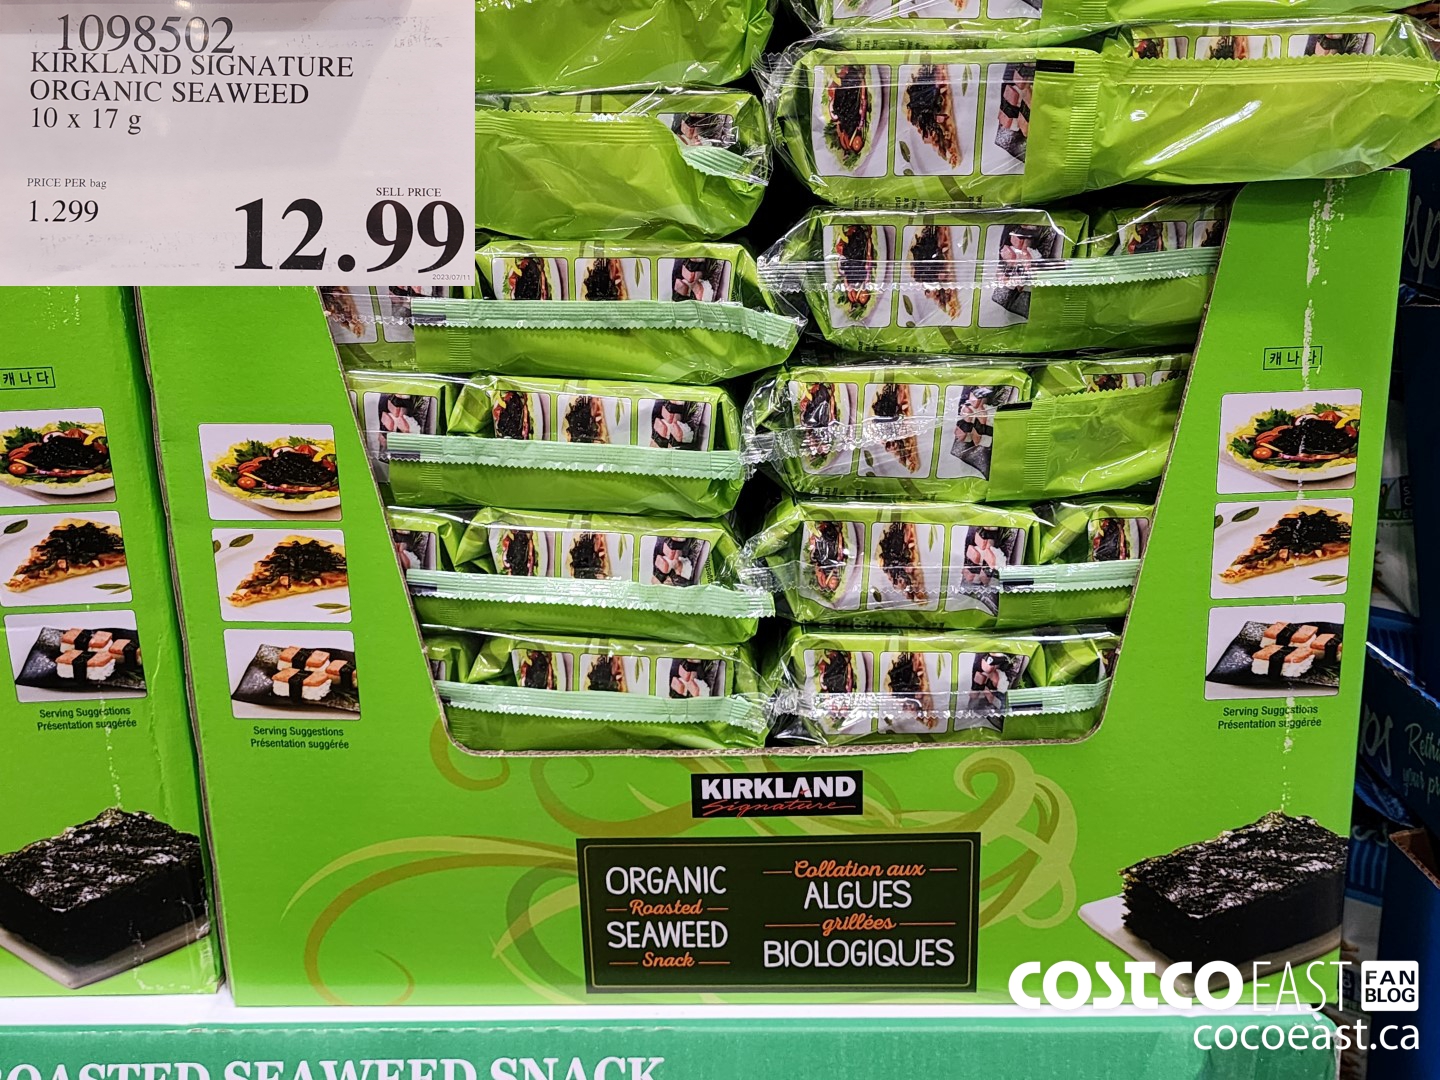 1098502
KIRKLAND SIGNATURE
ORGANIC SEAWEED
10 x 17 g
PRICE PER bag
1.299
SELL PRICE
12.99
2023/07/11
캐나다
캐나다
Serving Suggestions
Présentation suggérée
Serving Suggestions
Présentation suggérée
Serving Suggestions
Présentation suggérée
KIRKLAND
Signature
ORGANIC
Roasted
SEAWEED
Snack
Collation aux
ALGUES
grillées
BIOLOGIQUES
COSTCO EAST FAN BLOG
cocoeast.ca
ROASTED SEAWEED SNACK